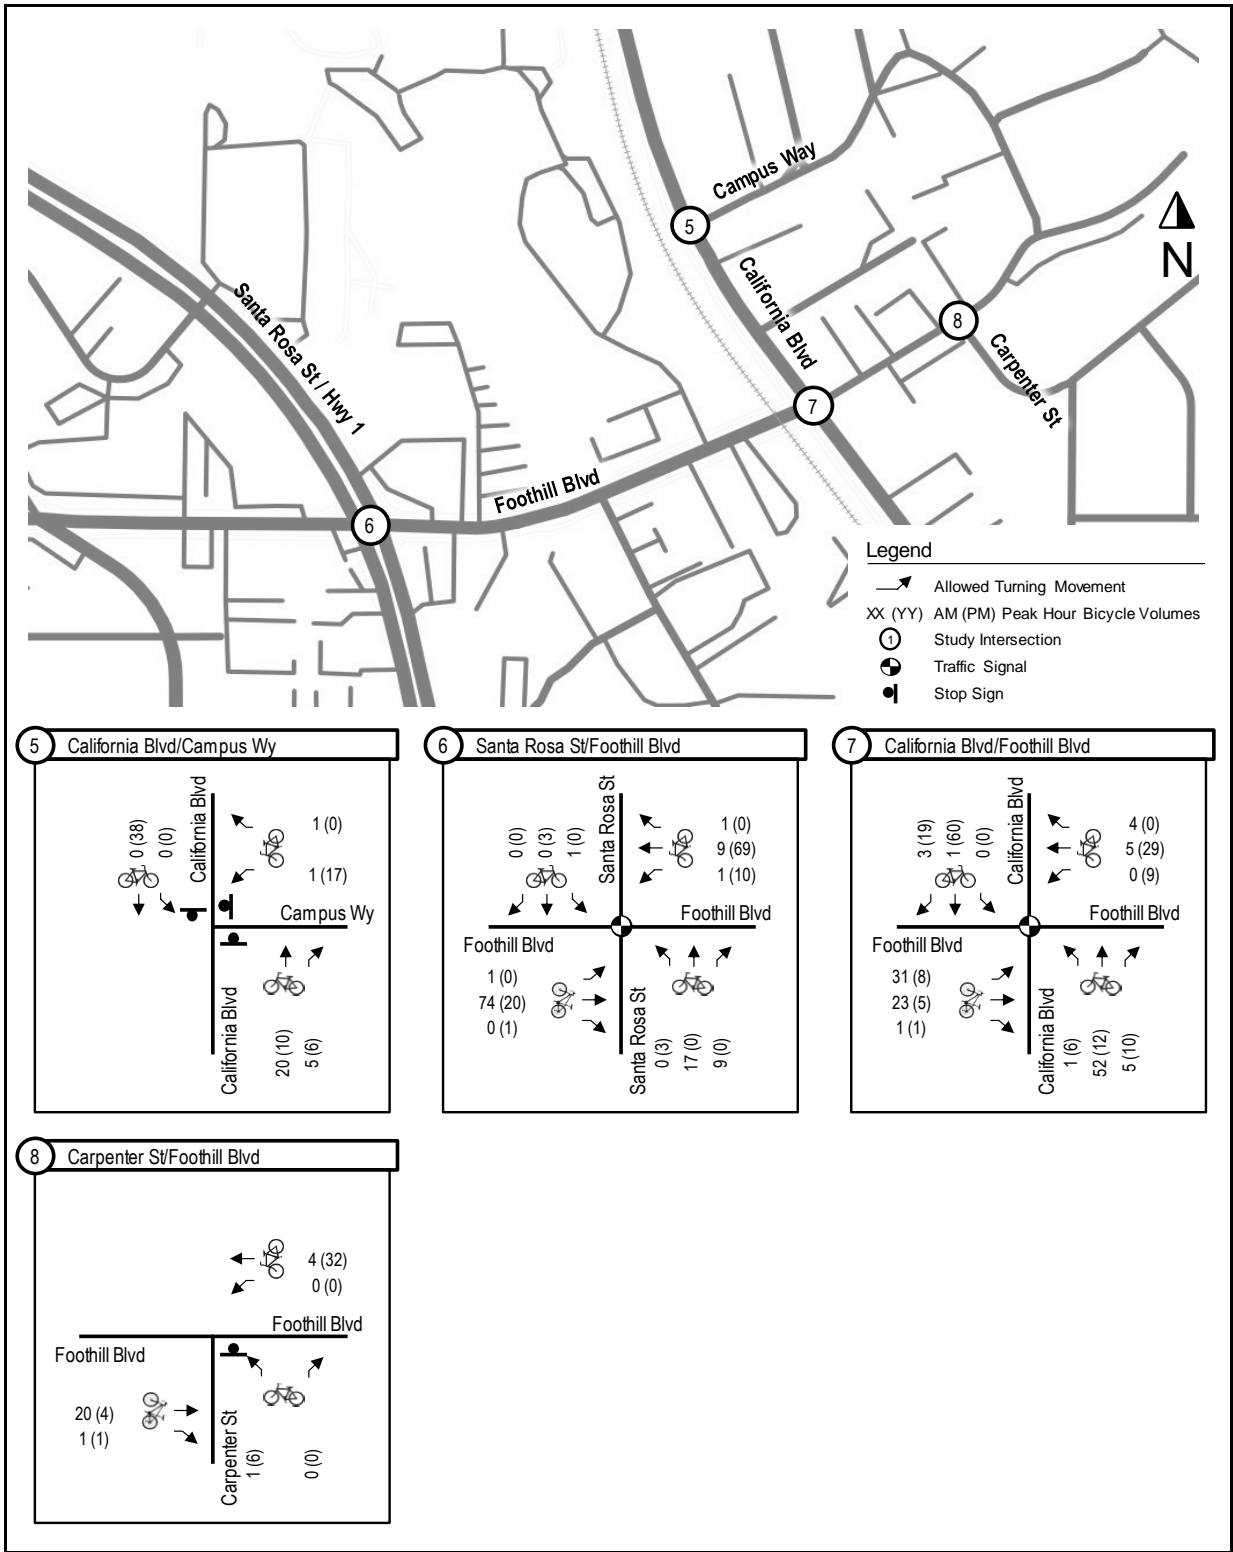 Campus Way
5
N
California Blvd
Santa Rosa St / Hwy 1
8
Carpenter St
7
Foothill Blvd
6
Legend
Allowed Turning Movement
XX (YY) AM (PM) Peak Hour Bicycle Volumes
1 Study Intersection
Traffic Signal
Stop Sign
5 California Blvd/Campus Wy
California Blvd
0 (38)
0 (0)
1 (0)
1 (17)
Campus Wy
California Blvd
20 (10)
5 (6)
6 Santa Rosa St/Foothill Blvd
Santa Rosa St
0 (0)
0 (3)
1 (0)
1 (0)
9 (69)
1 (10)
Foothill Blvd
Foothill Blvd
1 (0)
74 (20)
0 (1)
Santa Rosa St
0 (3)
17 (0)
9 (0)
7 California Blvd/Foothill Blvd
California Blvd
3 (19)
1 (60)
0 (0)
4 (0)
5 (29)
0 (9)
Foothill Blvd
Foothill Blvd
31 (8)
23 (5)
1 (1)
California Blvd
1 (6)
52 (12)
5 (10)
8 Carpenter St/Foothill Blvd
4 (32)
0 (0)
Foothill Blvd
Foothill Blvd
20 (4)
1 (1)
Carpenter St
1 (6)
0 (0)